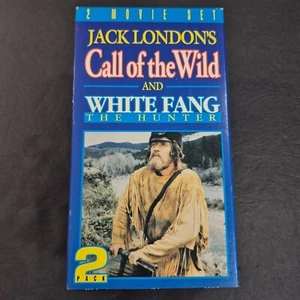 2 MOVIE SET
JACK LONDON'S
Call of the Wild
AND
WHITE FANG
THE HUNTER
2
PACK